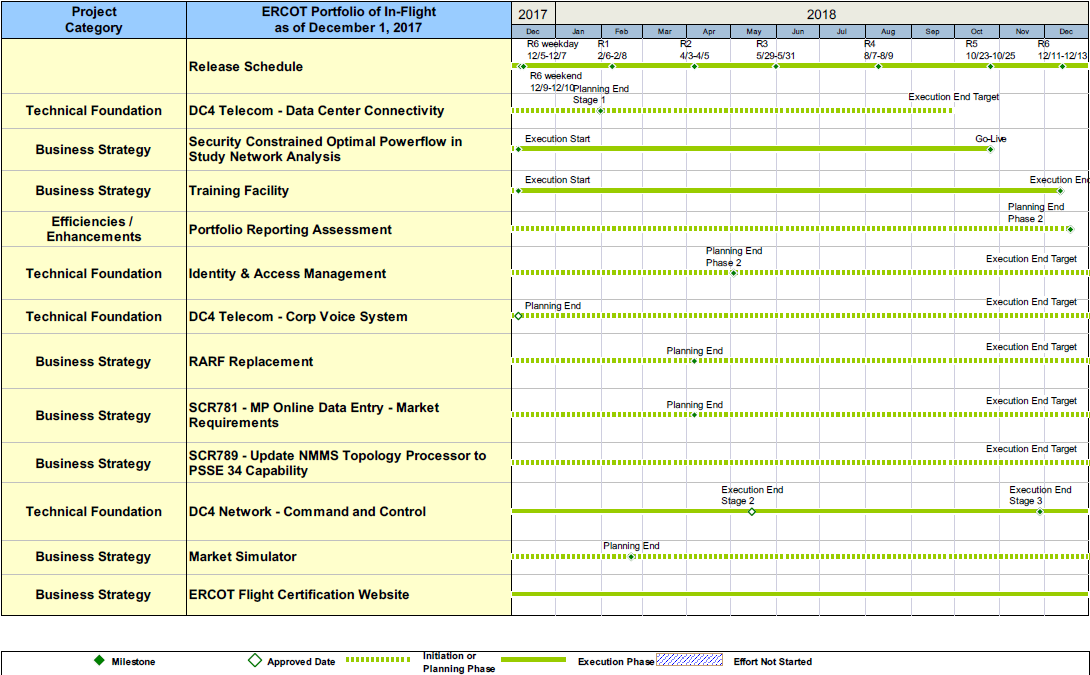 Project
Category
ERCOT Portfolio of In-Flight
as of December 1, 2017
2017
2018
Dec
Jan
Feb
Mar
Apr
May
Jun
Jul
Aug
Sep
Oct
Nov
Dec
Release Schedule
R6 weekday
12/5-12/7
R1
2/6-2/8
R2
4/3-4/5
R3
5/29-5/31
R4
8/7-8/9
R5
10/23-10/25
R6
12/11-12/13
R6 weekend
12/9-12/10
Technical Foundation
DC4 Telecom - Data Center Connectivity
Planning End
Stage 1
Execution End Target
Business Strategy
Security Constrained Optimal Powerflow in
Study Network Analysis
Execution Start
Go-Live
Business Strategy
Training Facility
Execution Start
Execution End
Efficiencies /
Enhancements
Portfolio Reporting Assessment
Planning End
Phase 2
Technical Foundation
Identity & Access Management
Planning End
Phase 2
Execution End Target
Technical Foundation
DC4 Telecom - Corp Voice System
Planning End
Execution End Target
Business Strategy
RARF Replacement
Planning End
Execution End Target
Business Strategy
SCR781 - MP Online Data Entry - Market
Requirements
Planning End
Execution End Target
Business Strategy
SCR789 - Update NMMS Topology Processor to
PSSE 34 Capability
Execution End Target
Technical Foundation
DC4 Network - Command and Control
Execution End
Stage 2
Execution End
Stage 3
Business Strategy
Market Simulator
Planning End
Business Strategy
ERCOT Flight Certification Website
Milestone
Approved Date
Initiation or
Planning Phase
Execution Phase
Effort Not Started